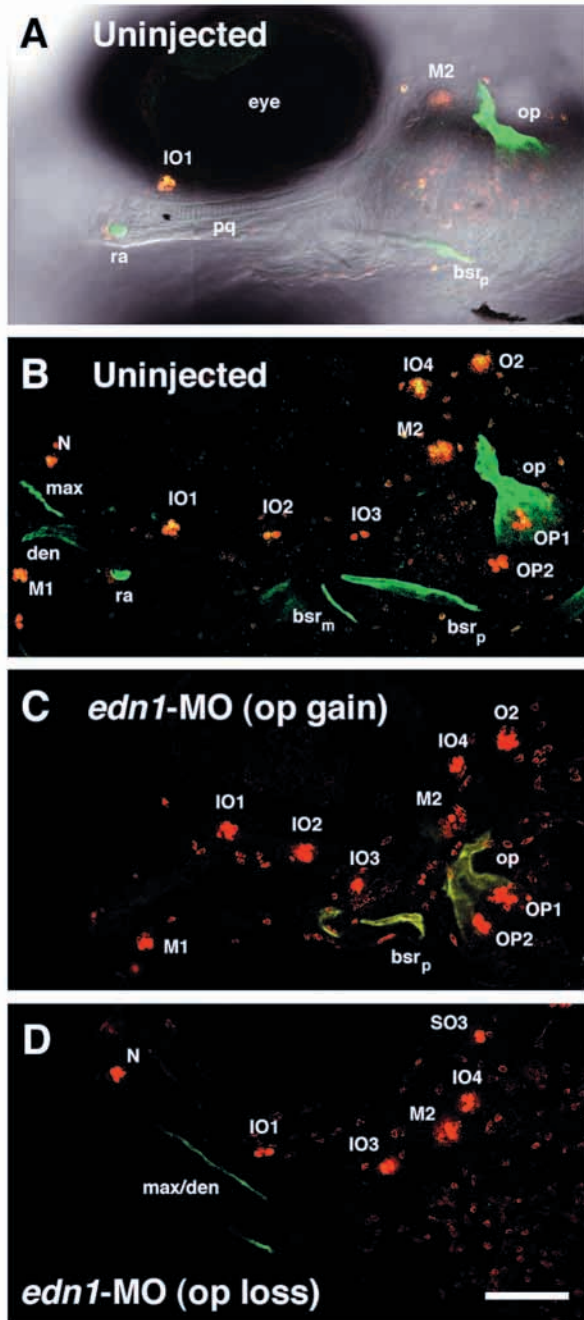 A Uninjected
M2
eye
op
IO1
pq
ra
bsrp
B Uninjected
O2
IO4
N
M2
max
op
IO1
IO2
IO3
den
OP1
M1
OP2
ra
bsrm
bsrp
C edn1-MO (op gain)
O2
IO4
IO1
M2
IO2
op
IO3
OP1
M1
OP2
bsrp
D
SO3
N
IO4
M2
IO1
IO3
max/den
edn1-MO (op loss)